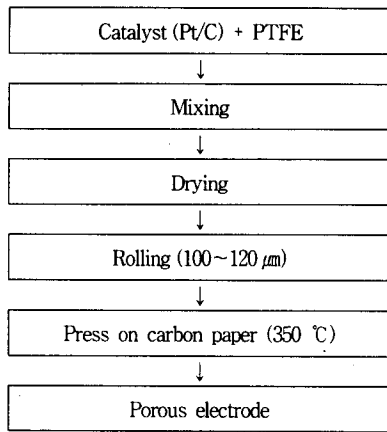 Catalyst (Pt/C) + PTFE
Mixing
Drying
Rolling (100~120 ㎛)
Press on carbon paper (350 ℃)
Porous electrode